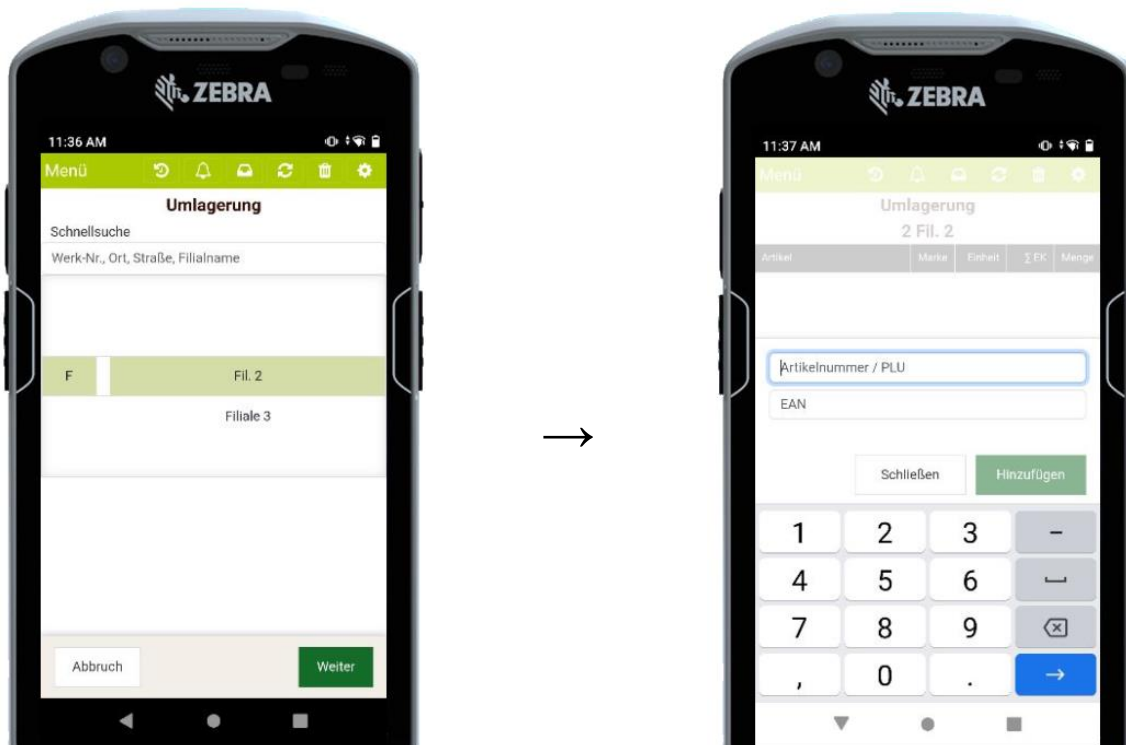 ZEBRA
11:36 AM
Menü
Umlagerung
Schnellsuche
Werk-Nr., Ort, Straße, Filialname
F Fil. 2
Filiale 3
Abbruch Weiter
→
ZEBRA
11:37 AM
Menü
Umlagerung
2 Fil. 2
Artikel Marke Einheit ∑ EK Menge
Artikelnummer / PLU
EAN
Schließen Hinzufügen
1 2 3 –
4 5 6
7 8 9
, 0 . →